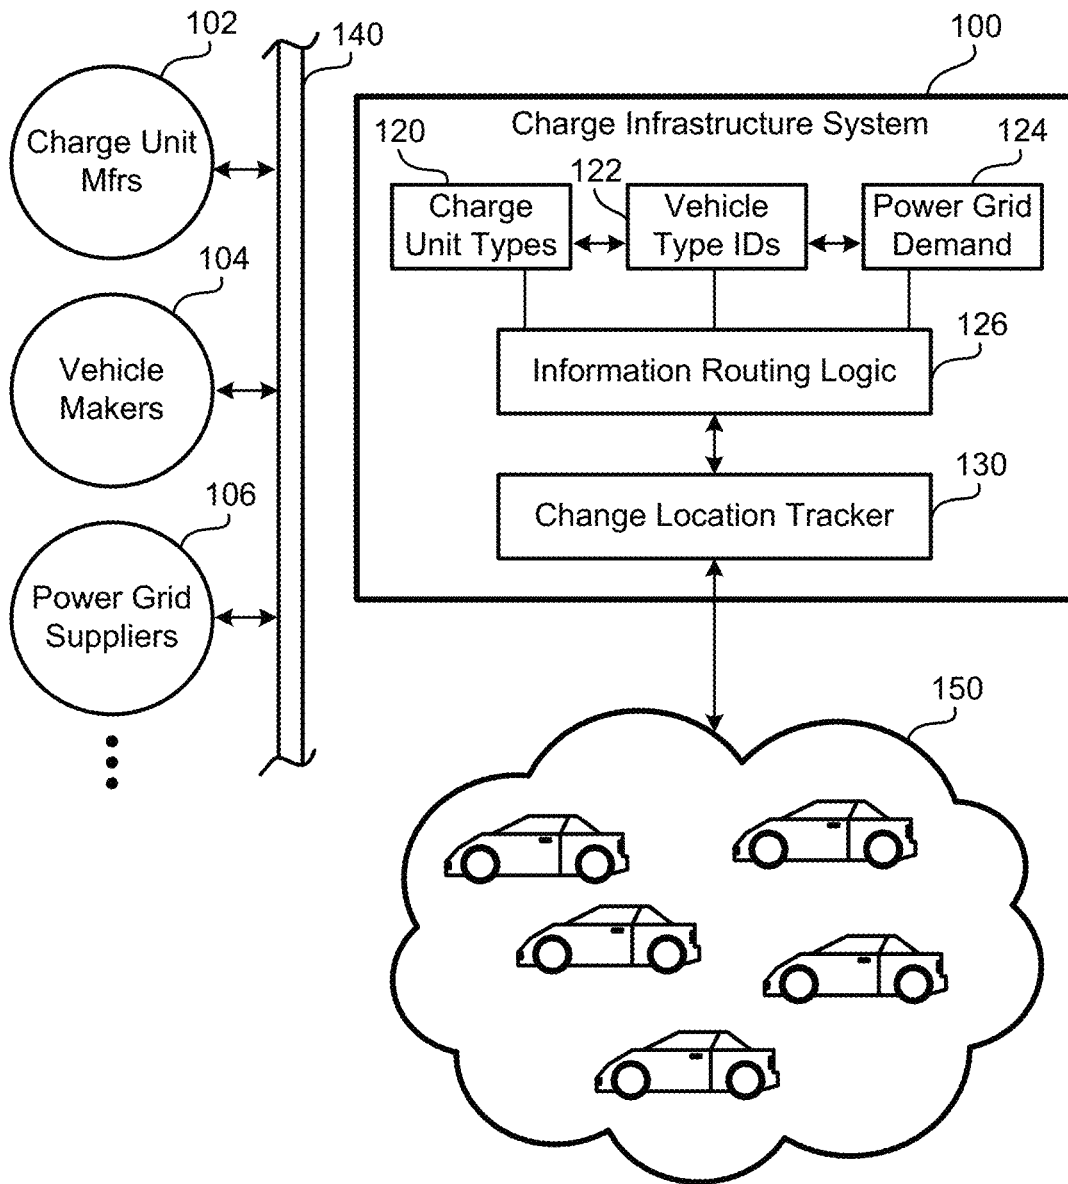 102
140
100
Charge Unit
Mfrs
Charge Infrastructure System
120
122
124
Charge
Unit Types
Vehicle
Type IDs
Power Grid
Demand
104
Vehicle
Makers
126
Information Routing Logic
106
130
Change Location Tracker
Power Grid
Suppliers
150